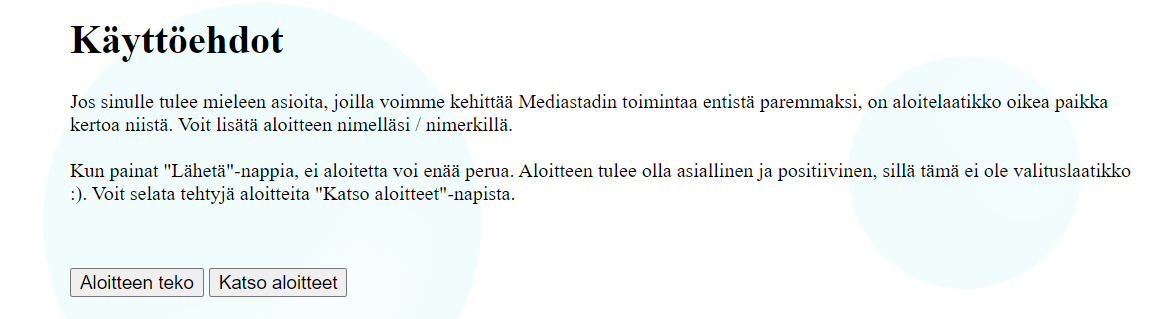 Käyttöehdot
Jos sinulle tulee mieleen asioita, joilla voimme kehittää Mediastadin toimintaa entistä paremmaksi, on aloitelaatikko oikea paikka
kertoa niistä. Voit lisätä aloitteen nimelläsi / nimerkillä.
Kun painat "Lähetä"-nappia, ei aloitetta voi enää perua. Aloitteen tulee olla asiallinen ja positiivinen, sillä tämä ei ole valituslaatikko
:). Voit selata tehtyjä aloitteita "Katso aloitteet"-napista.
Aloitteen teko Katso aloitteet